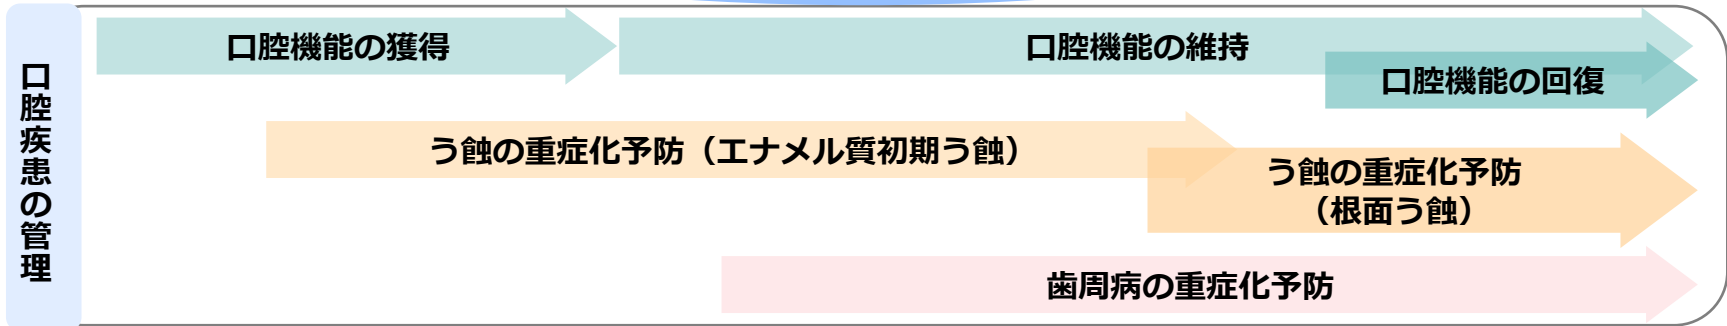 口腔疾患の管理
口腔機能の獲得
口腔機能の維持
口腔機能の回復
う蝕の重症化予防（エナメル質初期う蝕）
う蝕の重症化予防
（根面う蝕）
歯周病の重症化予防